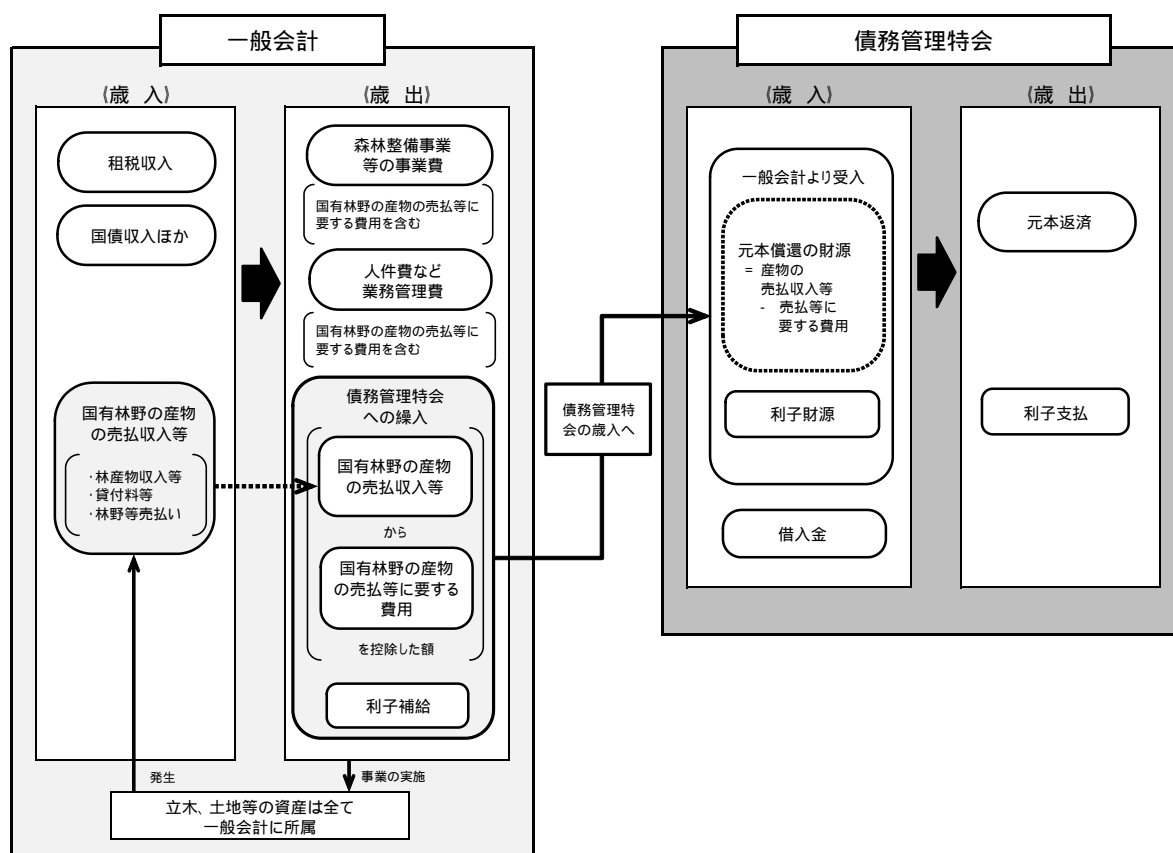 一般会計
(歳 入)
租税収入
国債収入ほか
国有林野の産物
の売払収入等
・林産物収入等
・貸付料等
・林野等売払い
(歳 出)
森林整備事業
等の事業費
国有林野の産物の売払等に
要する費用を含む
人件費など
業務管理費
国有林野の産物の売払等に
要する費用を含む
債務管理特会
への繰入
国有林野の産物
の売払収入等
から
国有林野の産物
の売払等に要する
費用
を控除した額
利子補給
発生
事業の実施
立木、土地等の資産は全て
一般会計に所属
債務管理特
会の歳入へ
債務管理特会
(歳 入)
一般会計より受入
元本償還の財源
= 産物の
売払収入等
- 売払等に
要する費用
利子財源
借入金
(歳 出)
元本返済
利子支払